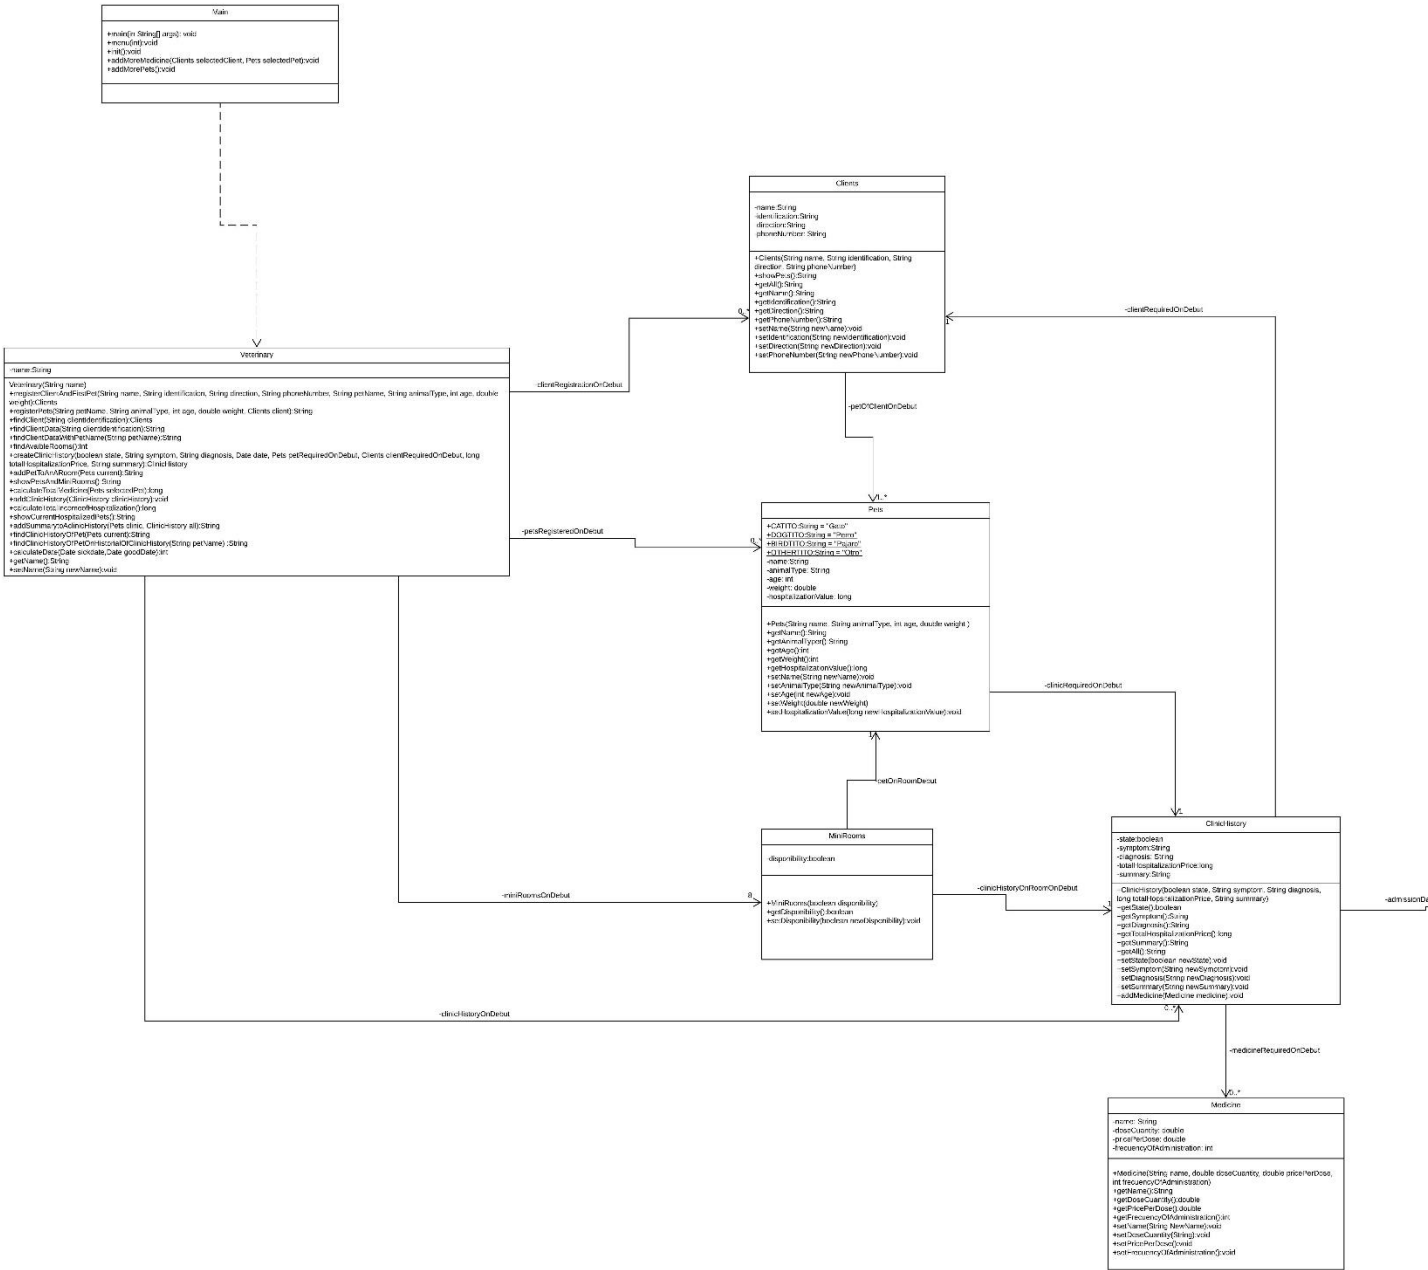 Main
+main(in String[] args): void
+menu(int):void
+init():void
+addMoreMedicine(Clients selectedClient, Pets selectedPet):void
+addMorePets():void
Clients
-name:String
-identification:String
-direction:String
-phoneNumber: String
+Clients(String name, String identification, String
direction, String phoneNumber)
+showPets():String
+getAll():String
+getName():String
+getIdentification():String
+getDirection():String
+getPhoneNumber():String
+setName(String newName):void
+setIdentification(String newIdentification):void
+setDirection(String newDirection):void
+setPhoneNumber(String newPhoneNumber):void
-clientRequiredOnDebut
1
0..*
-clientRegistrationOnDebut
-petOfClientOnDebut
1..*
Veterinary
-name:String
Veterinary(String name)
+registerClientAndFirstPet(String name, String identification, String direction, String phoneNumber, String petName, String animalType, int age, double
weight):Clients
+registerPets(String petName, String animalType, int age, double weight, Clients client):String
+findClient(String clientIdentification):Clients
+findClientData(String clientIdentification):String
+findClientDataWithPetName(String petName):String
+findAvaibleRooms():int
+createClinicHistory(boolean state, String symptom, String diagnosis, Date date, Pets petRequiredOnDebut, Clients clientRequiredOnDebut, long
totalHospitalizationPrice, String summary):ClinicHistory
+addPetToAnARoom(Pets current):String
+showPetsAndMiniRooms():String
+calculateTotalMedicine(Pets selectedPet):long
+addClinicHistory(ClinicHistory clinicHistory):void
+calculateTotalIncomeofHospitalization():long
+showCurrentHospitalizedPets():String
+addSummarytoAclinicHistory(Pets clinic, ClinicHistory all):String
+findClinicHistoryOfPet(Pets current):String
+findClinicHistoryOfPetOnHistorialOfClinicHistory(String petName) :String
+calculateDate(Date sickdate,Date goodDate):int
+getName():String
+setName(String newName):void
-petsRegisteredOnDebut
Pets
+CATITO:String = "Gato"
+DOGTITO:String = "Perro"
+BIRDTITO:String = "Pajaro"
+OTHERTITO:String = "Otro"
-name:String
-animalType: String
-age: int
-weight: double
-hospitalizationValue: long
+Pets(String name, String animalType, int age, double weight )
+getName():String
+getAnimalType():String
+getAge():int
+getWeight():int
+getHospitalizationValue():long
+setName(String newName):void
+setAnimalType(String newAnimalType):void
+setAge(int newAge):void
+setWeight(double newWeight)
+setHospitalizationValue(long newHospitalizationValue):void
-clinicRequiredOnDebut
1
1
-petOnRoomDebut
MiniRooms
-disponibility:boolean
+MiniRooms(boolean disponibility)
+getDisponibility():boolean
+setDisponibility(boolean newDisponibility):void
-miniRoomsOnDebut
8
-clinicHistoryOnRoomOnDebut
1
ClinicHistory
-state:boolean
-symptom:String
-diagnosis: String
-totalHospitalizationPrice:long
-summary:String
+ClinicHistory(boolean state, String symptom, String diagnosis,
long totalHopsitalizationPrice, String summary)
+getState():boolean
+getSymptom():String
+getDiagnosis():String
+getTotalHospitalizationPrice():long
+getSummary():String
+getAll():String
+setState(boolean newState):void
+setSymptom(String newSymptom):void
+setDiagnosis(String newDiagnosis):void
+setSummary(String newSummary):void
+addMedicine(Medicine medicine):void
-clinicHistoryOnDebut
0..*
-medicineRequiredOnDebut
0..*
Medicine
-name: String
-doseCuantity: double
-pricePerDose: double
-frecuencyOfAdministration: int
+Medicine(String name, double doseCuantity, double pricePerDose,
int frecuencyOfAdministration)
+getName():String
+getDoseCuantity():double
+getPricePerDose():double
+getFrecuencyOfAdministration():int
+setName(String NewName):void
+setDoseCuantity(String):void
+setPricePerDose():void
+setFrecuencyOfAdministration():void